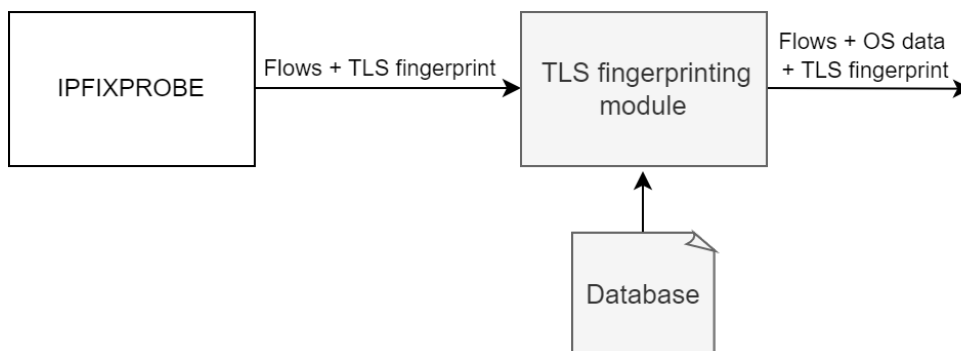 IPFIXPROBE
Flows + TLS fingerprint
TLS fingerprinting
module
Flows + OS data
+ TLS fingerprint
Database